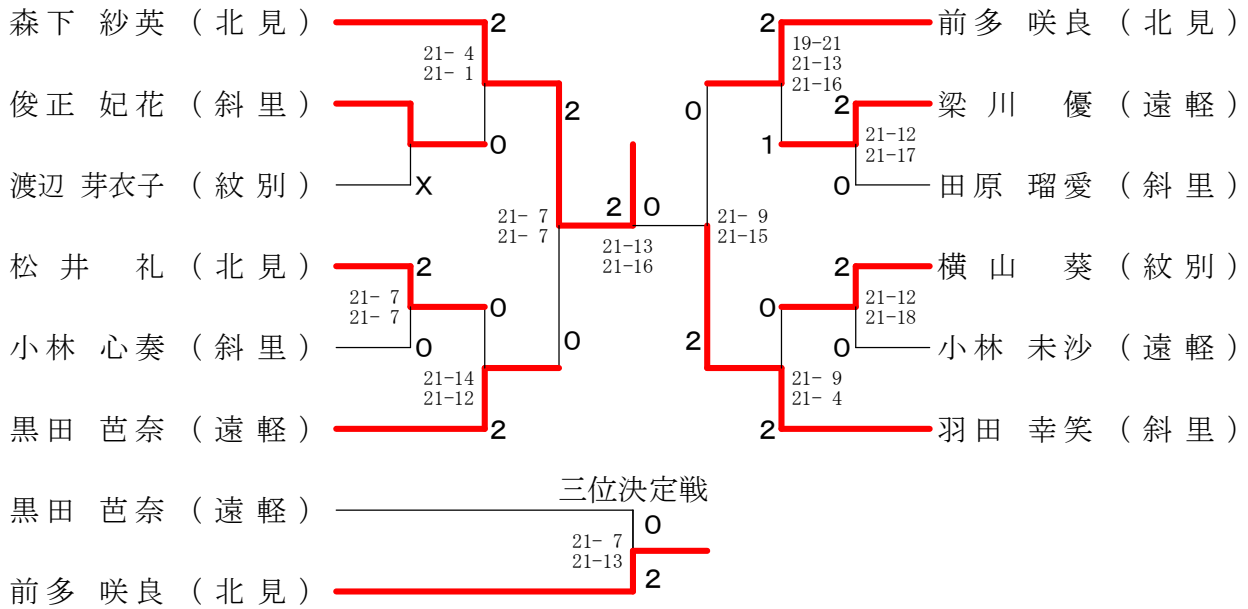 森下 紗英 (北見)
2
2
前多 咲良 (北見)
21- 4
21- 1
19-21
21-13
21-16
俊正 妃花 (斜里)
2
0
2
梁川 優 (遠軽)
0
1
21-12
21-17
渡辺 芽衣子 (紋別)
X
0
田原 瑠愛 (斜里)
21- 7
21- 7
2
0
21- 9
21-15
21-13
21-16
松井 礼 (北見)
2
2
横山 葵 (紋別)
21- 7
21- 7
0
0
21-12
21-18
小林 心奏 (斜里)
0
0
2
0
小林 未沙 (遠軽)
21-14
21-12
21- 9
21- 4
黒田 芭奈 (遠軽)
2
2
羽田 幸笑 (斜里)
三位決定戦
黒田 芭奈 (遠軽)
0
21- 7
21-13
2
前多 咲良 (北見)